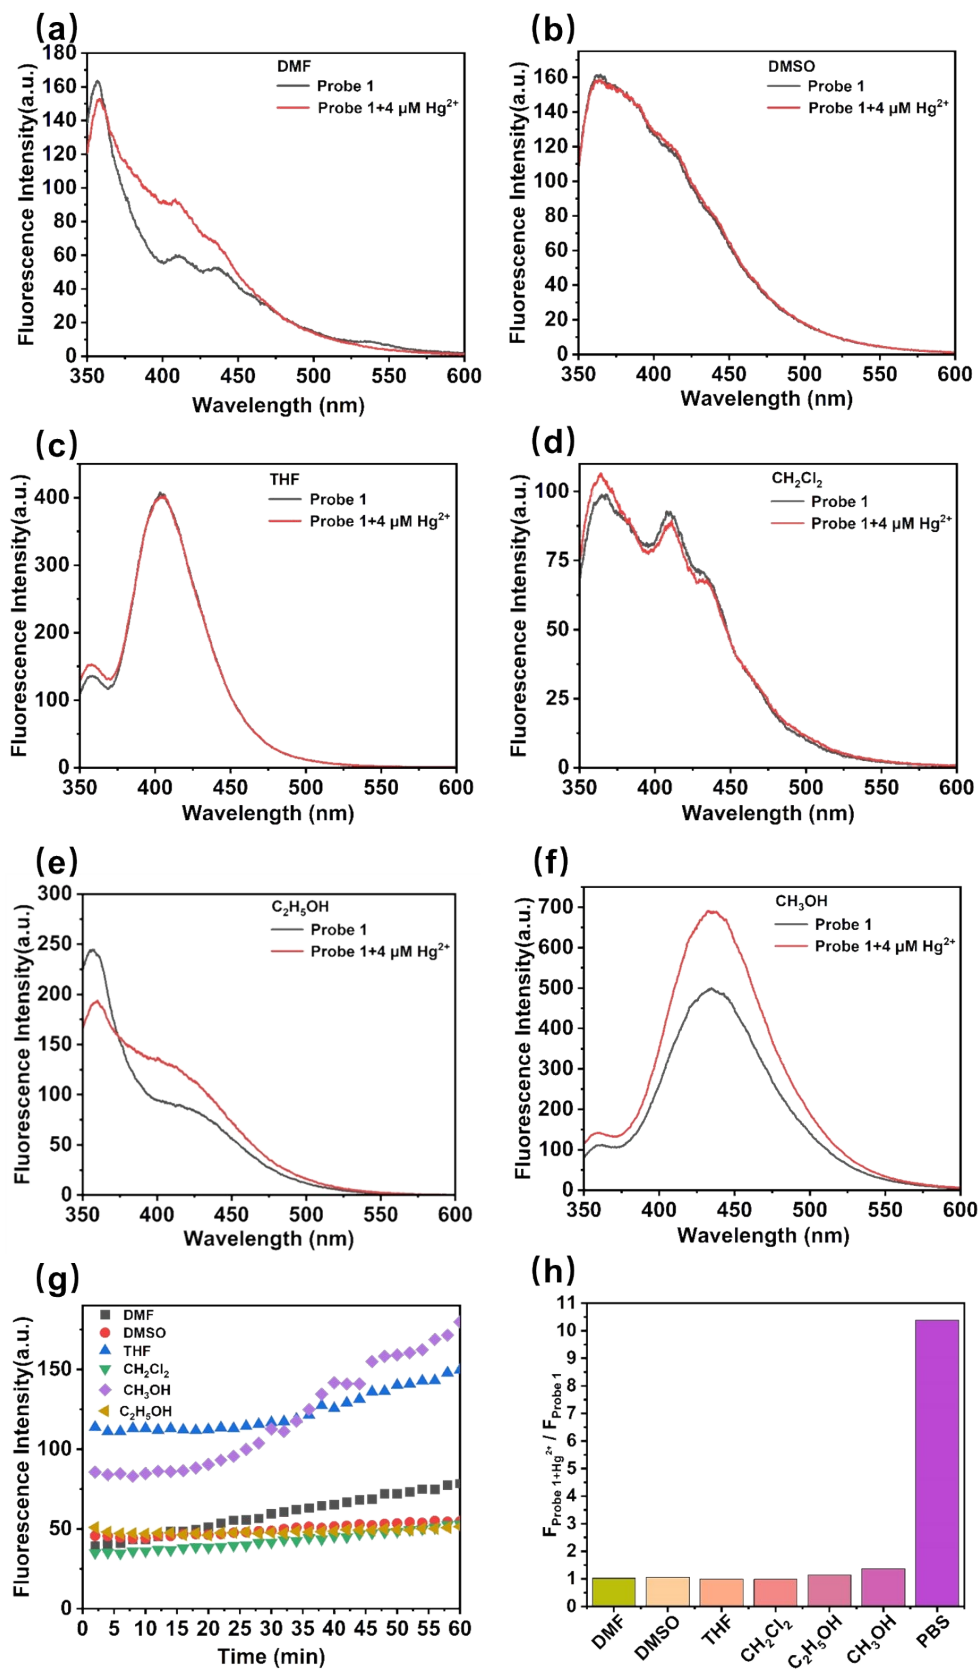 (a)
180
160
140
120
100
80
60
40
20
0
Fluorescence Intensity(a.u.)
DMF
Probe 1
Probe 1+4 μM Hg²⁺
350 400 450 500 550 600
Wavelength (nm)
(b)
160
140
120
100
80
60
40
20
0
Fluorescence Intensity(a.u.)
DMSO
Probe 1
Probe 1+4 μM Hg²⁺
350 400 450 500 550 600
Wavelength (nm)
(c)
400
300
200
100
0
Fluorescence Intensity(a.u.)
THF
Probe 1
Probe 1+4 μM Hg²⁺
350 400 450 500 550 600
Wavelength (nm)
(d)
100
75
50
25
0
Fluorescence Intensity(a.u.)
CH₂Cl₂
Probe 1
Probe 1+4 μM Hg²⁺
350 400 450 500 550 600
Wavelength (nm)
(e)
300
250
200
150
100
50
0
Fluorescence Intensity(a.u.)
C₂H₅OH
Probe 1
Probe 1+4 μM Hg²⁺
350 400 450 500 550 600
Wavelength (nm)
(f)
700
600
500
400
300
200
100
0
Fluorescence Intensity(a.u.)
CH₃OH
Probe 1
Probe 1+4 μM Hg²⁺
350 400 450 500 550 600
Wavelength (nm)
(g)
150
100
50
0
Fluorescence Intensity(a.u.)
DMF
DMSO
THF
CH₂Cl₂
CH₃OH
C₂H₅OH
0 5 10 15 20 25 30 35 40 45 50 55 60
Time (min)
(h)
11
10
9
8
7
6
5
4
3
2
1
0
F Probe 1+Hg²⁺ / F Probe 1
DMF
DMSO
THF
CH₂Cl₂
C₂H₅OH
CH₃OH
PBS